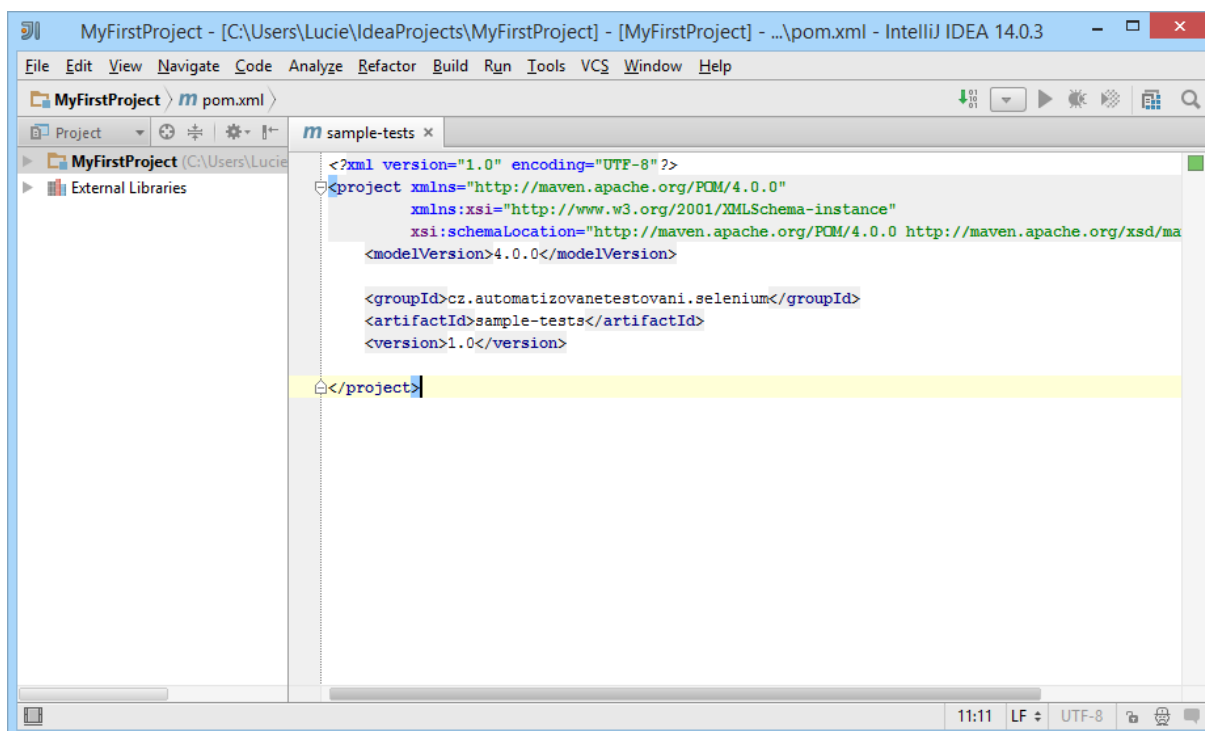 MyFirstProject - [C:\Users\Lucie\IdeaProjects\MyFirstProject] - [MyFirstProject] - ...\pom.xml - IntelliJ IDEA 14.0.3
File Edit View Navigate Code Analyze Refactor Build Run Tools VCS Window Help
MyFirstProject m pom.xml
Project m sample-tests
MyFirstProject (C:\Users\Lucie
External Libraries
<?xml version="1.0" encoding="UTF-8"?>
<project xmlns="http://maven.apache.org/POM/4.0.0"
xmlns:xsi="http://www.w3.org/2001/XMLSchema-instance"
xsi:schemaLocation="http://maven.apache.org/POM/4.0.0 http://maven.apache.org/xsd/ma
<modelVersion>4.0.0</modelVersion>
<groupId>cz.automatizovanetestovani.selenium</groupId>
<artifactId>sample-tests</artifactId>
<version>1.0</version>
</project>
11:11 LF UTF-8